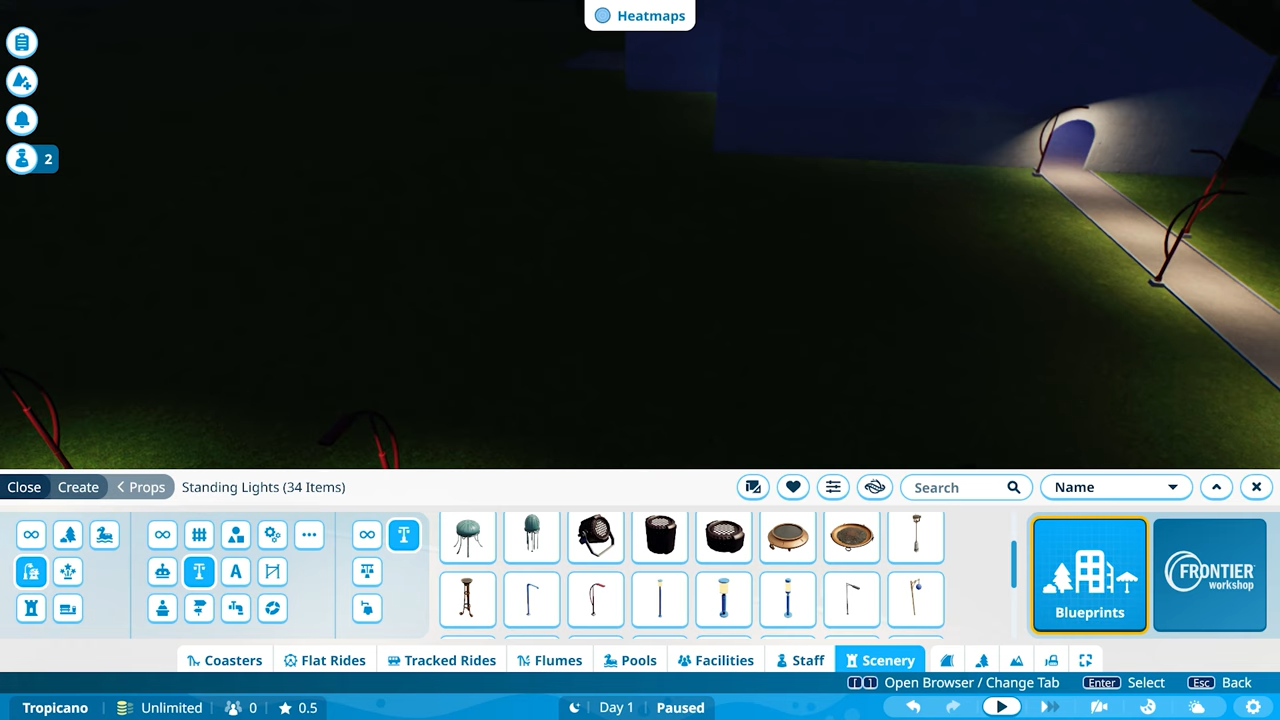 Heatmaps
2
Close
Create
Props
Standing Lights (34 Items)
Search
Name
Blueprints
FRONTIER
workshop
Coasters
Flat Rides
Tracked Rides
Flumes
Pools
Facilities
Staff
Scenery
[ ] Open Browser / Change Tab
Enter Select
Esc Back
Tropicano
Unlimited
0
0.5
Day 1
Paused